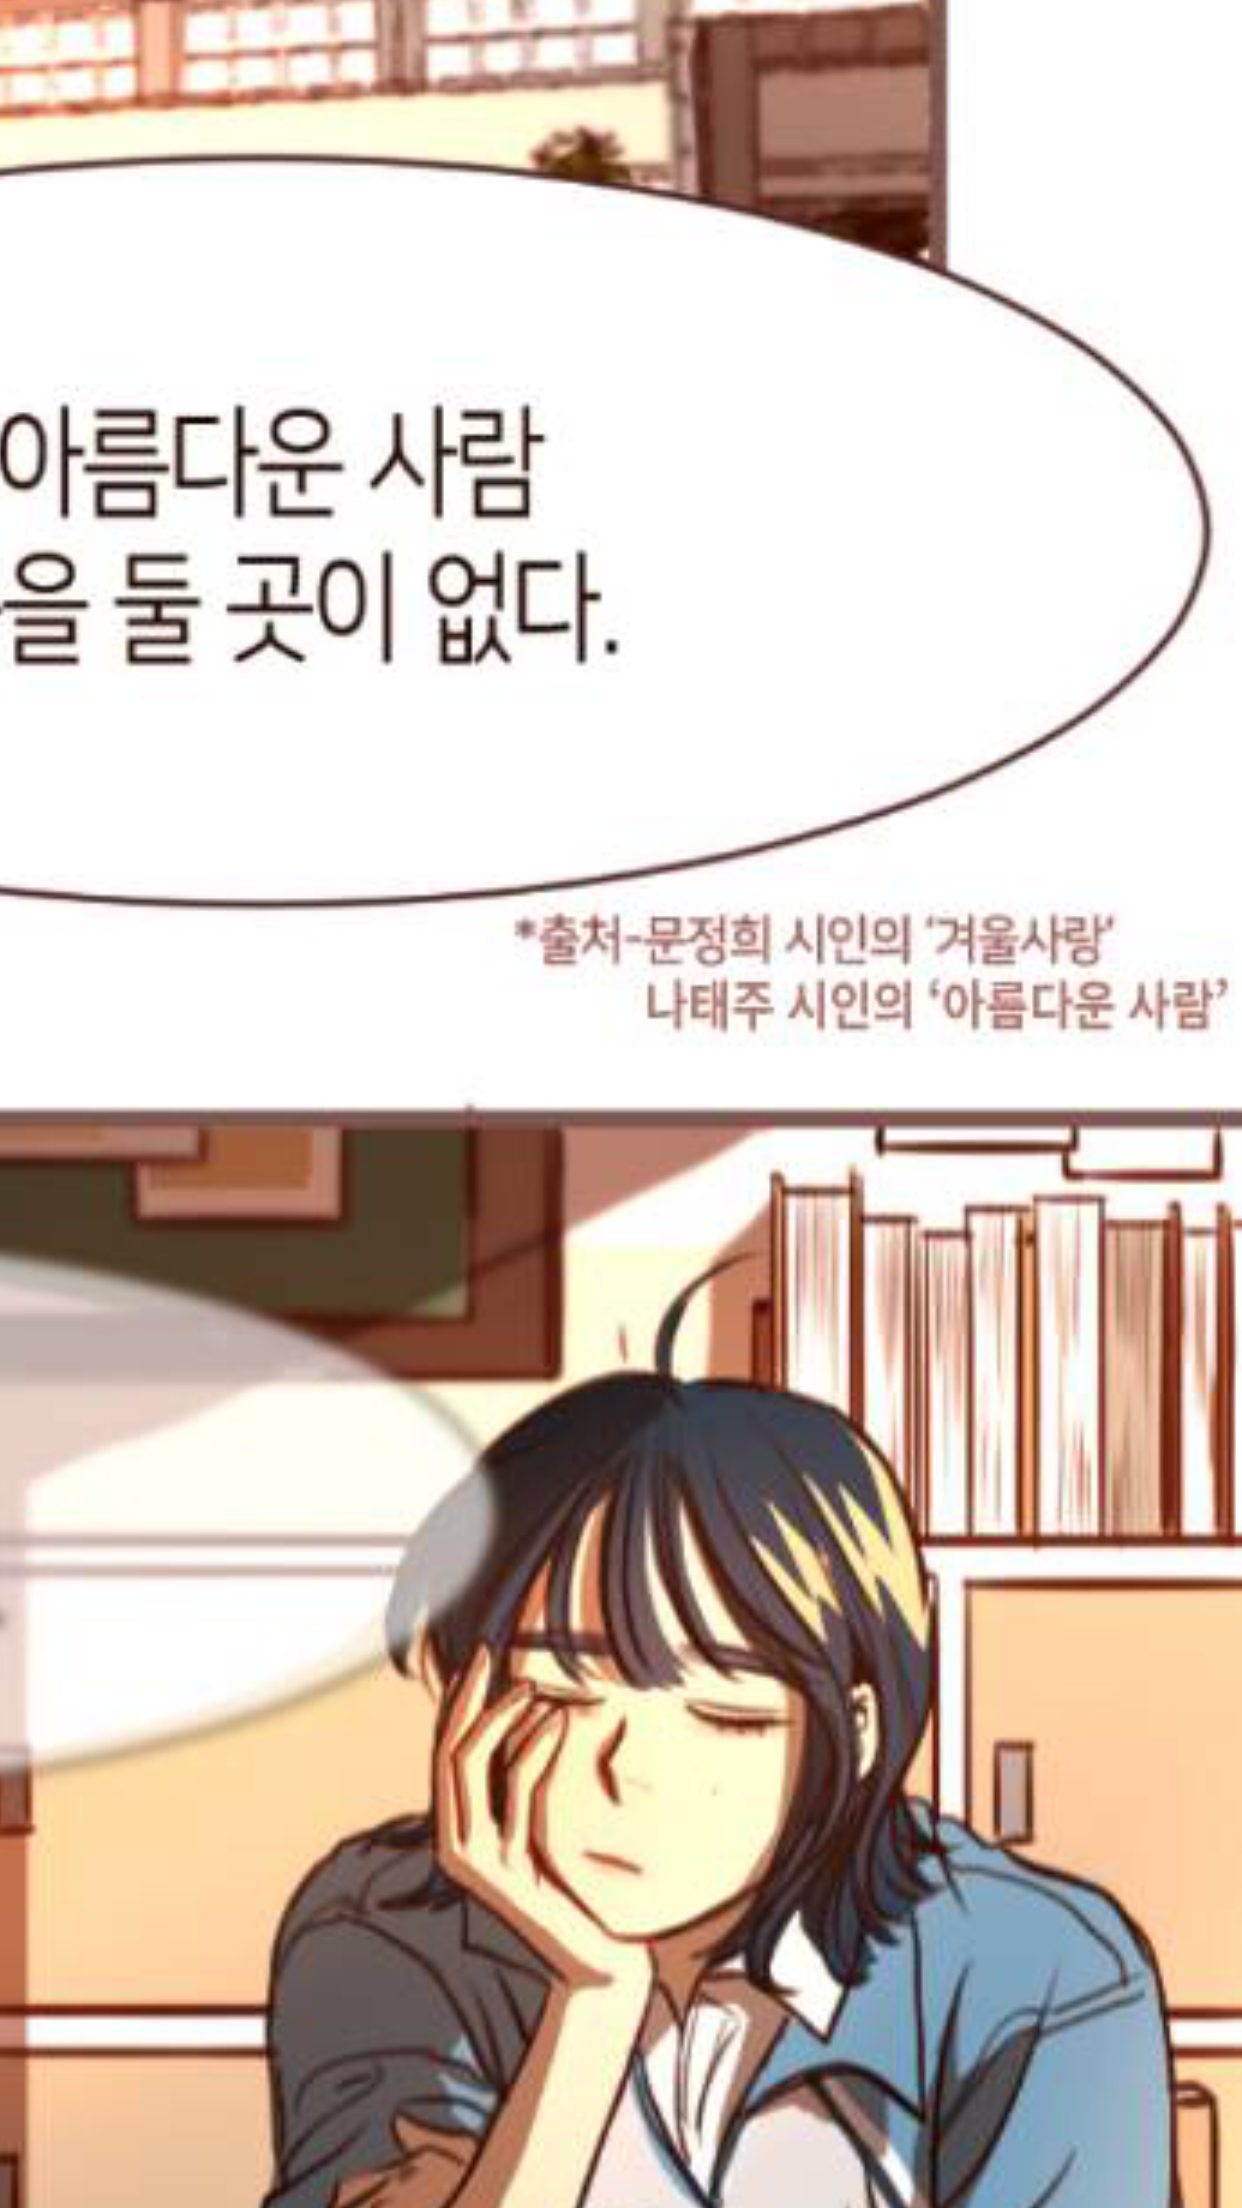 아름다운 사람
을 둘 곳이 없다.
*출처-문정희 시인의 '겨울사랑'
나태주 시인의 ‘아름다운 사람’